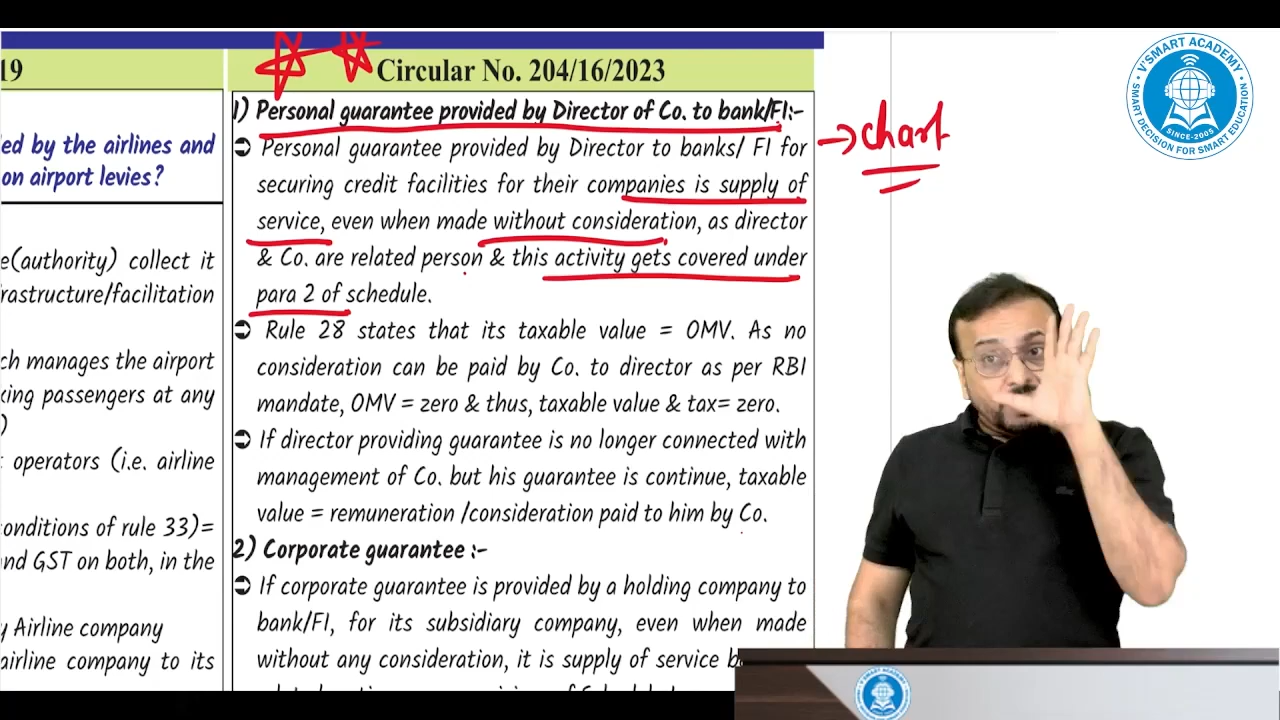 19
ed by the airlines and
on airport levies?
e(authority) collect it
rastructure/facilitation
ch manages the airport
king passengers at any
)
t operators (i.e. airline
onditions of rule 33)=
nd GST on both, in the
y Airline company
airline company to its
Circular No. 204/16/2023
1) Personal guarantee provided by Director of Co. to bank/FI:-
Personal guarantee provided by Director to banks/ FI for
securing credit facilities for their companies is supply of
service, even when made without consideration, as director
& Co. are related person & this activity gets covered under
para 2 of schedule.
Rule 28 states that its taxable value = OMV. As no
consideration can be paid by Co. to director as per RBI
mandate, OMV = zero & thus, taxable value & tax= zero.
If director providing guarantee is no longer connected with
management of Co. but his guarantee is continue, taxable
value = remuneration /consideration paid to him by Co.
2) Corporate guarantee :-
If corporate guarantee is provided by a holding company to
bank/FI, for its subsidiary company, even when made
without any consideration, it is supply of service
→ chart
V'SMART ACADEMY
SINCE-2005
SMART DECISION FOR SMART EDUCATION